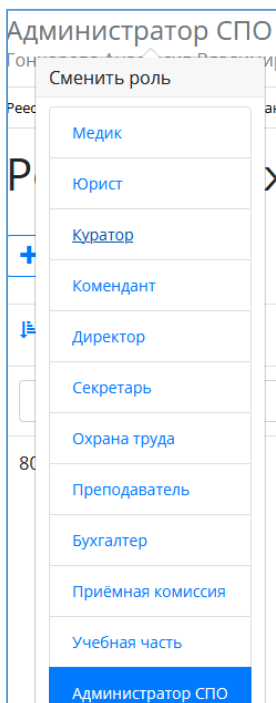 Администратор СПО
Сменить роль
Медик
Юрист
Куратор
Комендант
Директор
Секретарь
Охрана труда
80
Преподаватель
Бухгалтер
Приёмная комиссия
Учебная часть
Администратор СПО